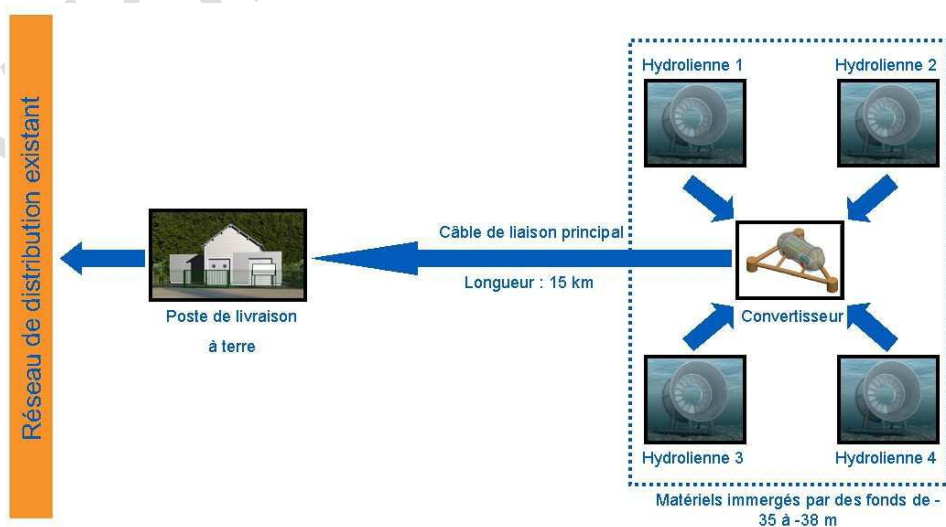 Réseau de distribution existant
Hydrolienne 1
Hydrolienne 2
Câble de liaison principal
Longueur : 15 km
Poste de livraison
à terre
Convertisseur
Hydrolienne 3
Hydrolienne 4
Matériels immergés par des fonds de -
35 à -38 m